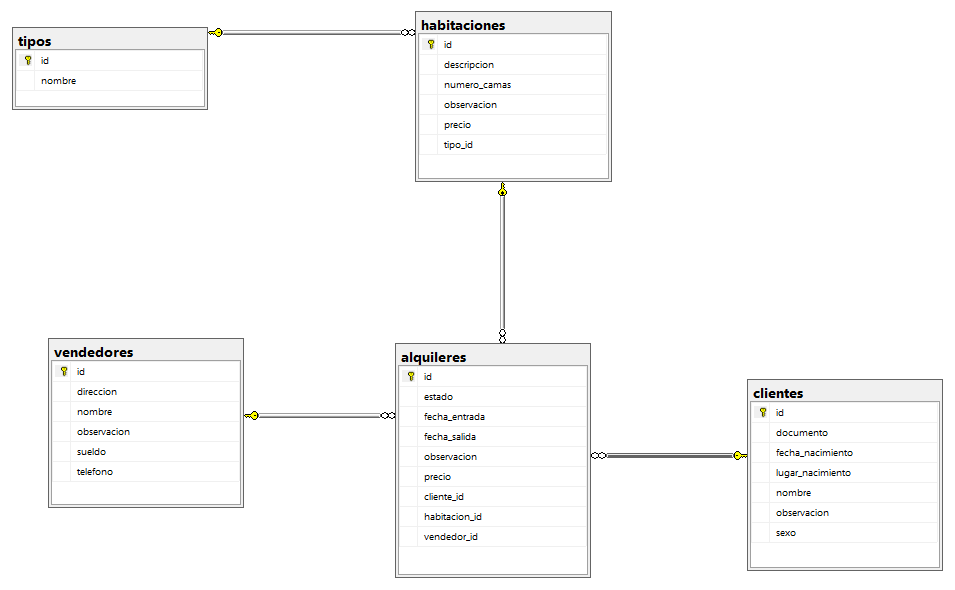 tipos
id
nombre
habitaciones
id
descripcion
numero_camas
observacion
precio
tipo_id
vendedores
id
direccion
nombre
observacion
sueldo
telefono
alquileres
id
estado
fecha_entrada
fecha_salida
observacion
precio
cliente_id
habitacion_id
vendedor_id
clientes
id
documento
fecha_nacimiento
lugar_nacimiento
nombre
observacion
sexo